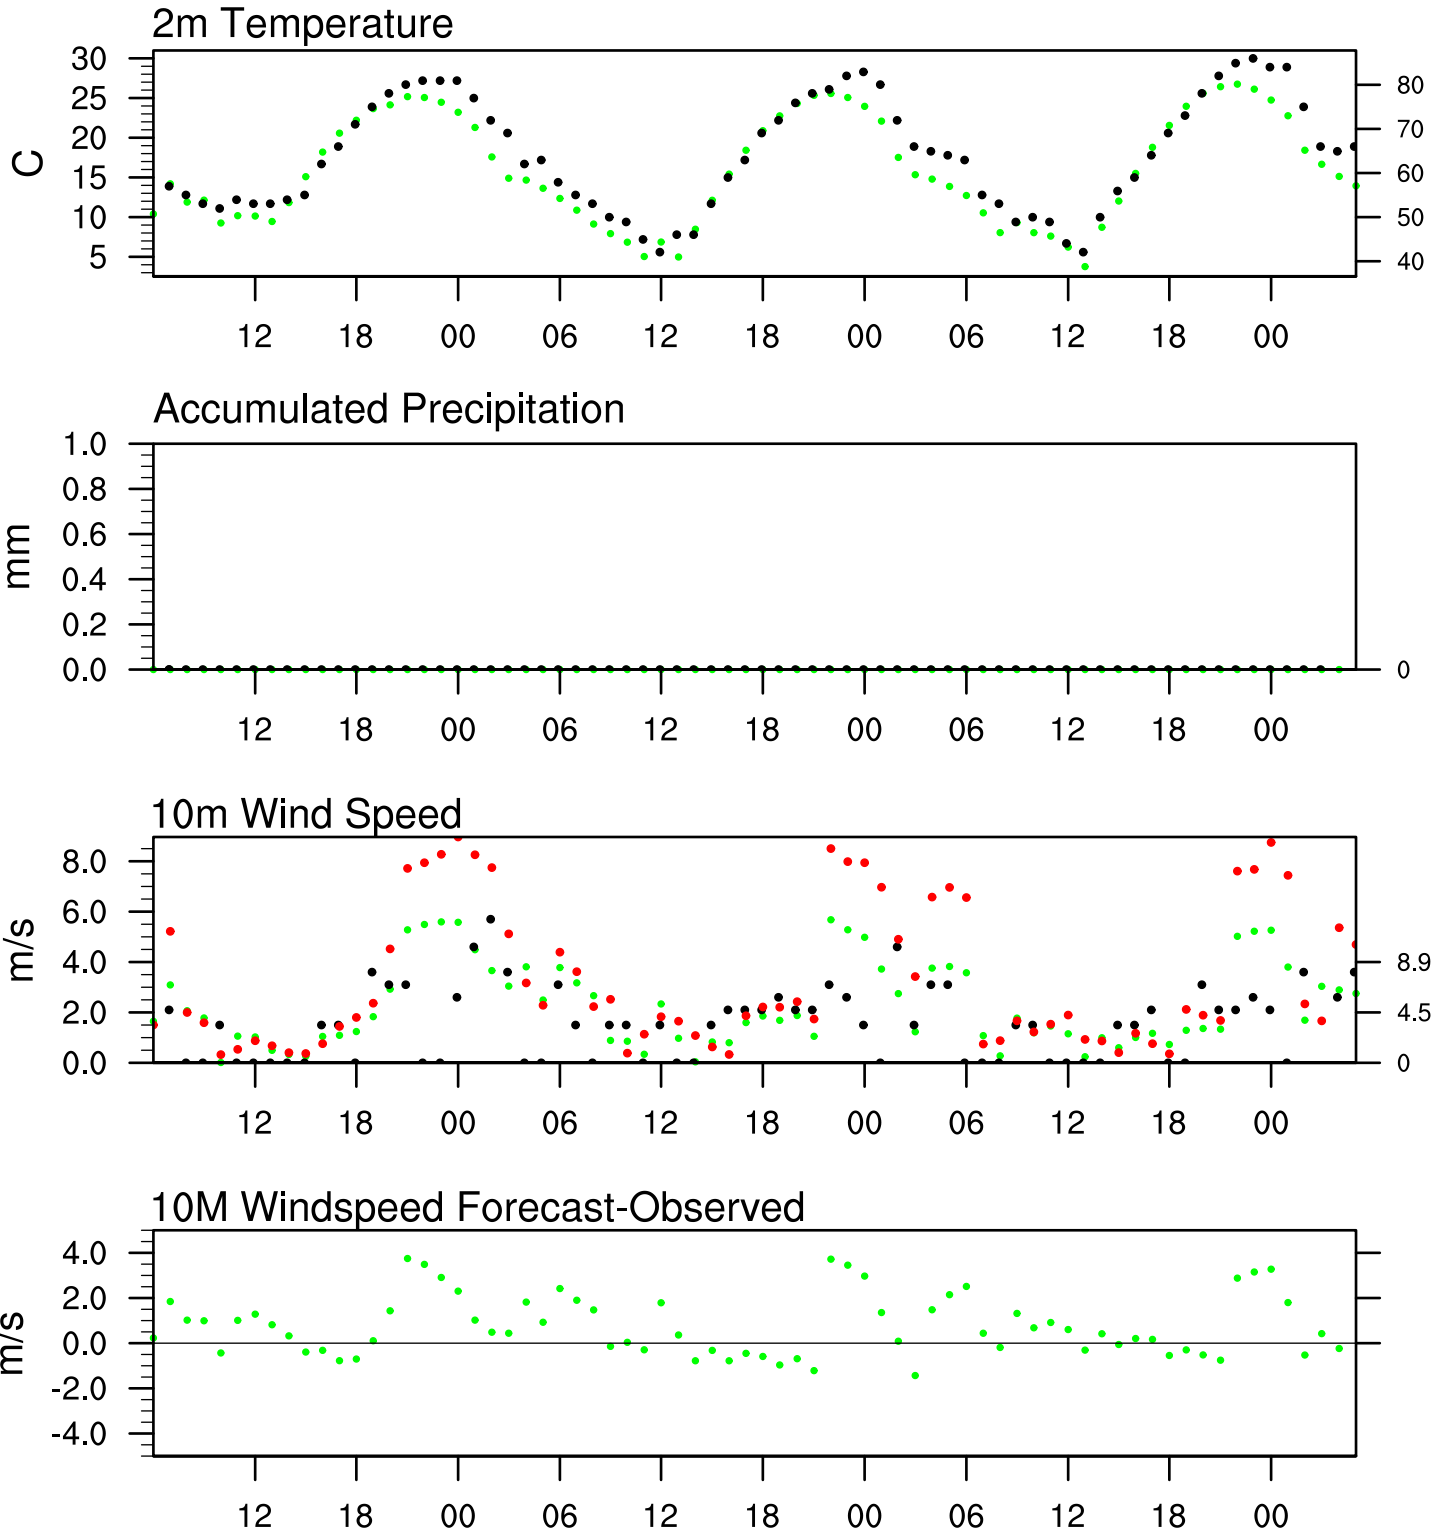 2m Temperature
30
25
20
15
10
5
C
80
70
60
50
40
12 18 00 06 12 18 00 06 12 18 00
Accumulated Precipitation
1.0
0.8
0.6
0.4
0.2
0.0
mm
0
12 18 00 06 12 18 00 06 12 18 00
10m Wind Speed
8.0
6.0
4.0
2.0
0.0
m/s
8.9
4.5
0
12 18 00 06 12 18 00 06 12 18 00
10M Windspeed Forecast-Observed
4.0
2.0
0.0
-2.0
-4.0
m/s
12 18 00 06 12 18 00 06 12 18 00